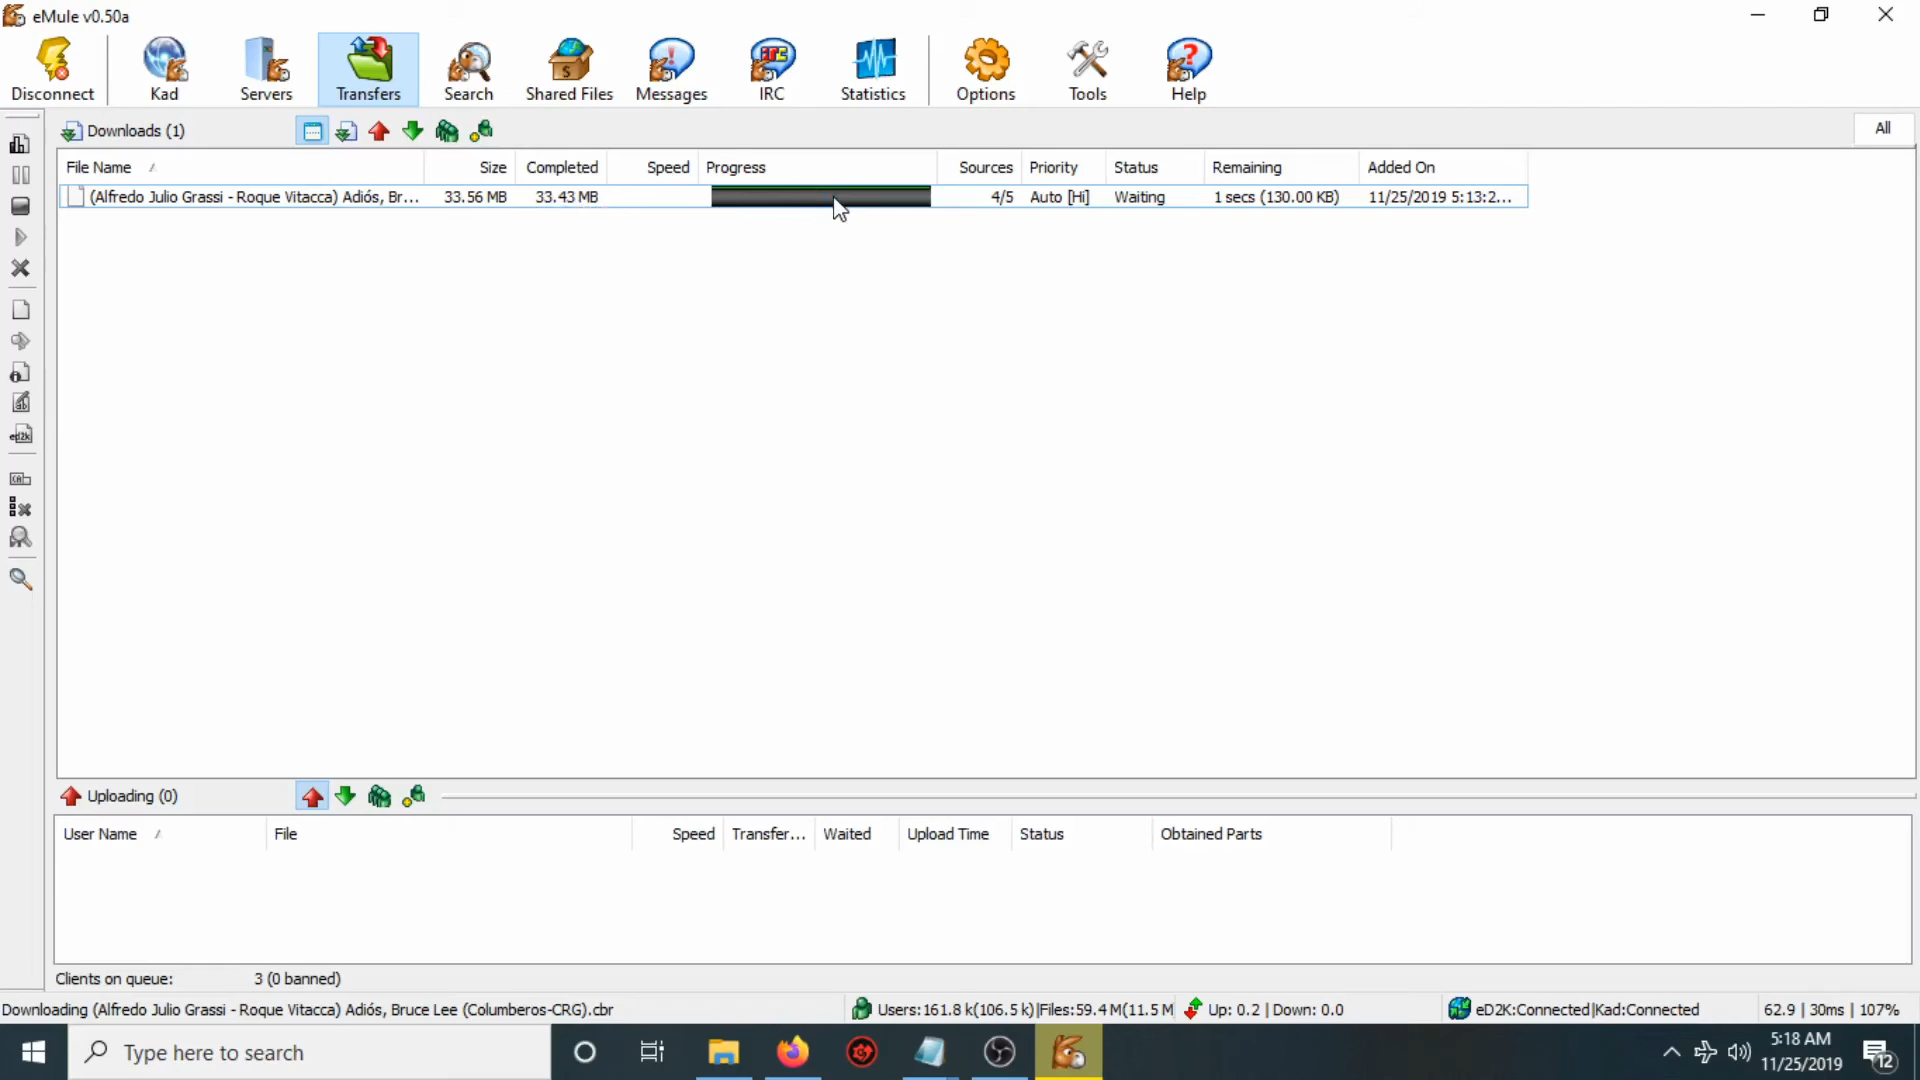 eMule v0.50a
Disconnect
Kad
Servers
Transfers
Search
Shared Files
Messages
IRC
Statistics
Options
Tools
Help
Downloads (1)
All
File Name Size Completed Speed Progress Sources Priority Status Remaining Added On
(Alfredo Julio Grassi - Roque Vitacca) Adiós, Br... 33.56 MB 33.43 MB 4/5 Auto [Hi] Waiting 1 secs (130.00 KB) 11/25/2019 5:13:2...
Uploading (0)
User Name File Speed Transfer... Waited Upload Time Status Obtained Parts
Clients on queue: 3 (0 banned)
Downloading (Alfredo Julio Grassi - Roque Vitacca) Adiós, Bruce Lee (Columberos-CRG).cbr
Users:161.8 k(106.5 k)|Files:59.4 M(11.5 M
Up: 0.2 | Down: 0.0
eD2K:Connected|Kad:Connected
62.9 | 30ms | 107%
Type here to search
5:18 AM
11/25/2019
12